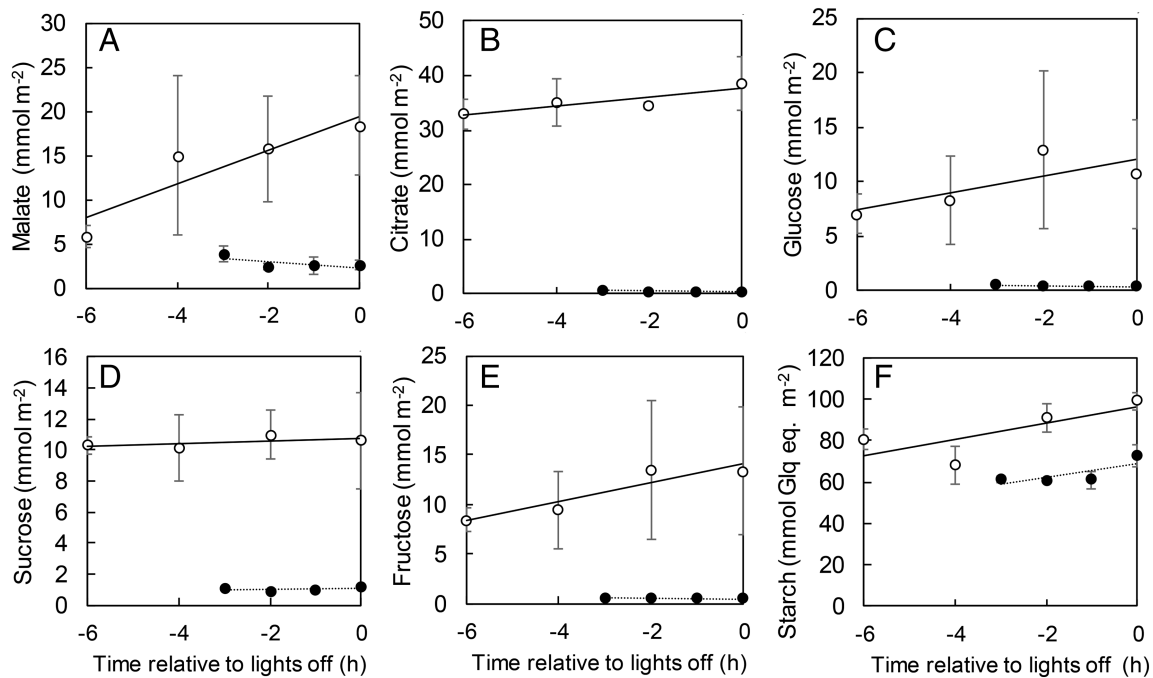 A
Malate (mmol m-2)
30
25
20
15
10
5
0
-6 -4 -2 0
B
Citrate (mmol m-2)
50
40
30
20
10
0
-6 -4 -2 0
C
Glucose (mmol m-2)
25
20
15
10
5
0
-6 -4 -2 0
D
Sucrose (mmol m-2)
16
14
12
10
8
6
4
2
0
-6 -4 -2 0
Time relative to lights off (h)
E
Fructose (mmol m-2)
25
20
15
10
5
0
-6 -4 -2 0
Time relative to lights off (h)
F
Starch (mmol Glq eq. m-2)
120
100
80
60
40
20
0
-6 -4 -2 0
Time relative to lights off (h)